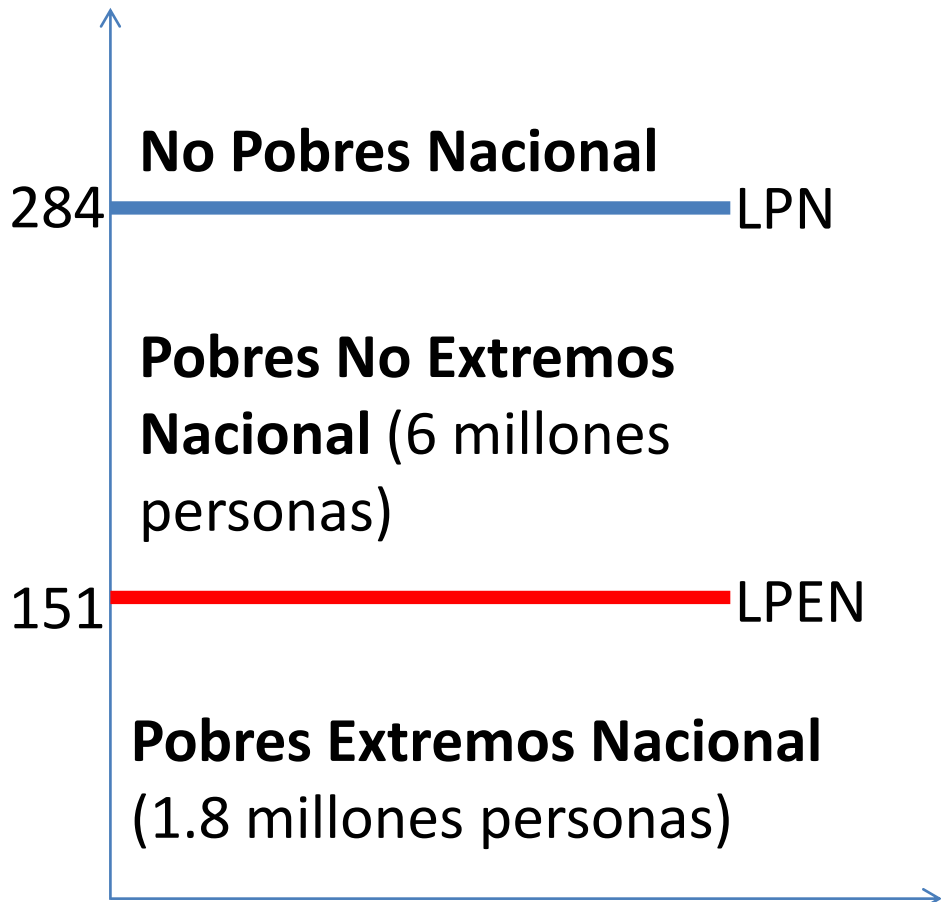 No Pobres Nacional
284 LPN
Pobres No Extremos
Nacional (6 millones
personas)
151 LPEN
Pobres Extremos Nacional
(1.8 millones personas)